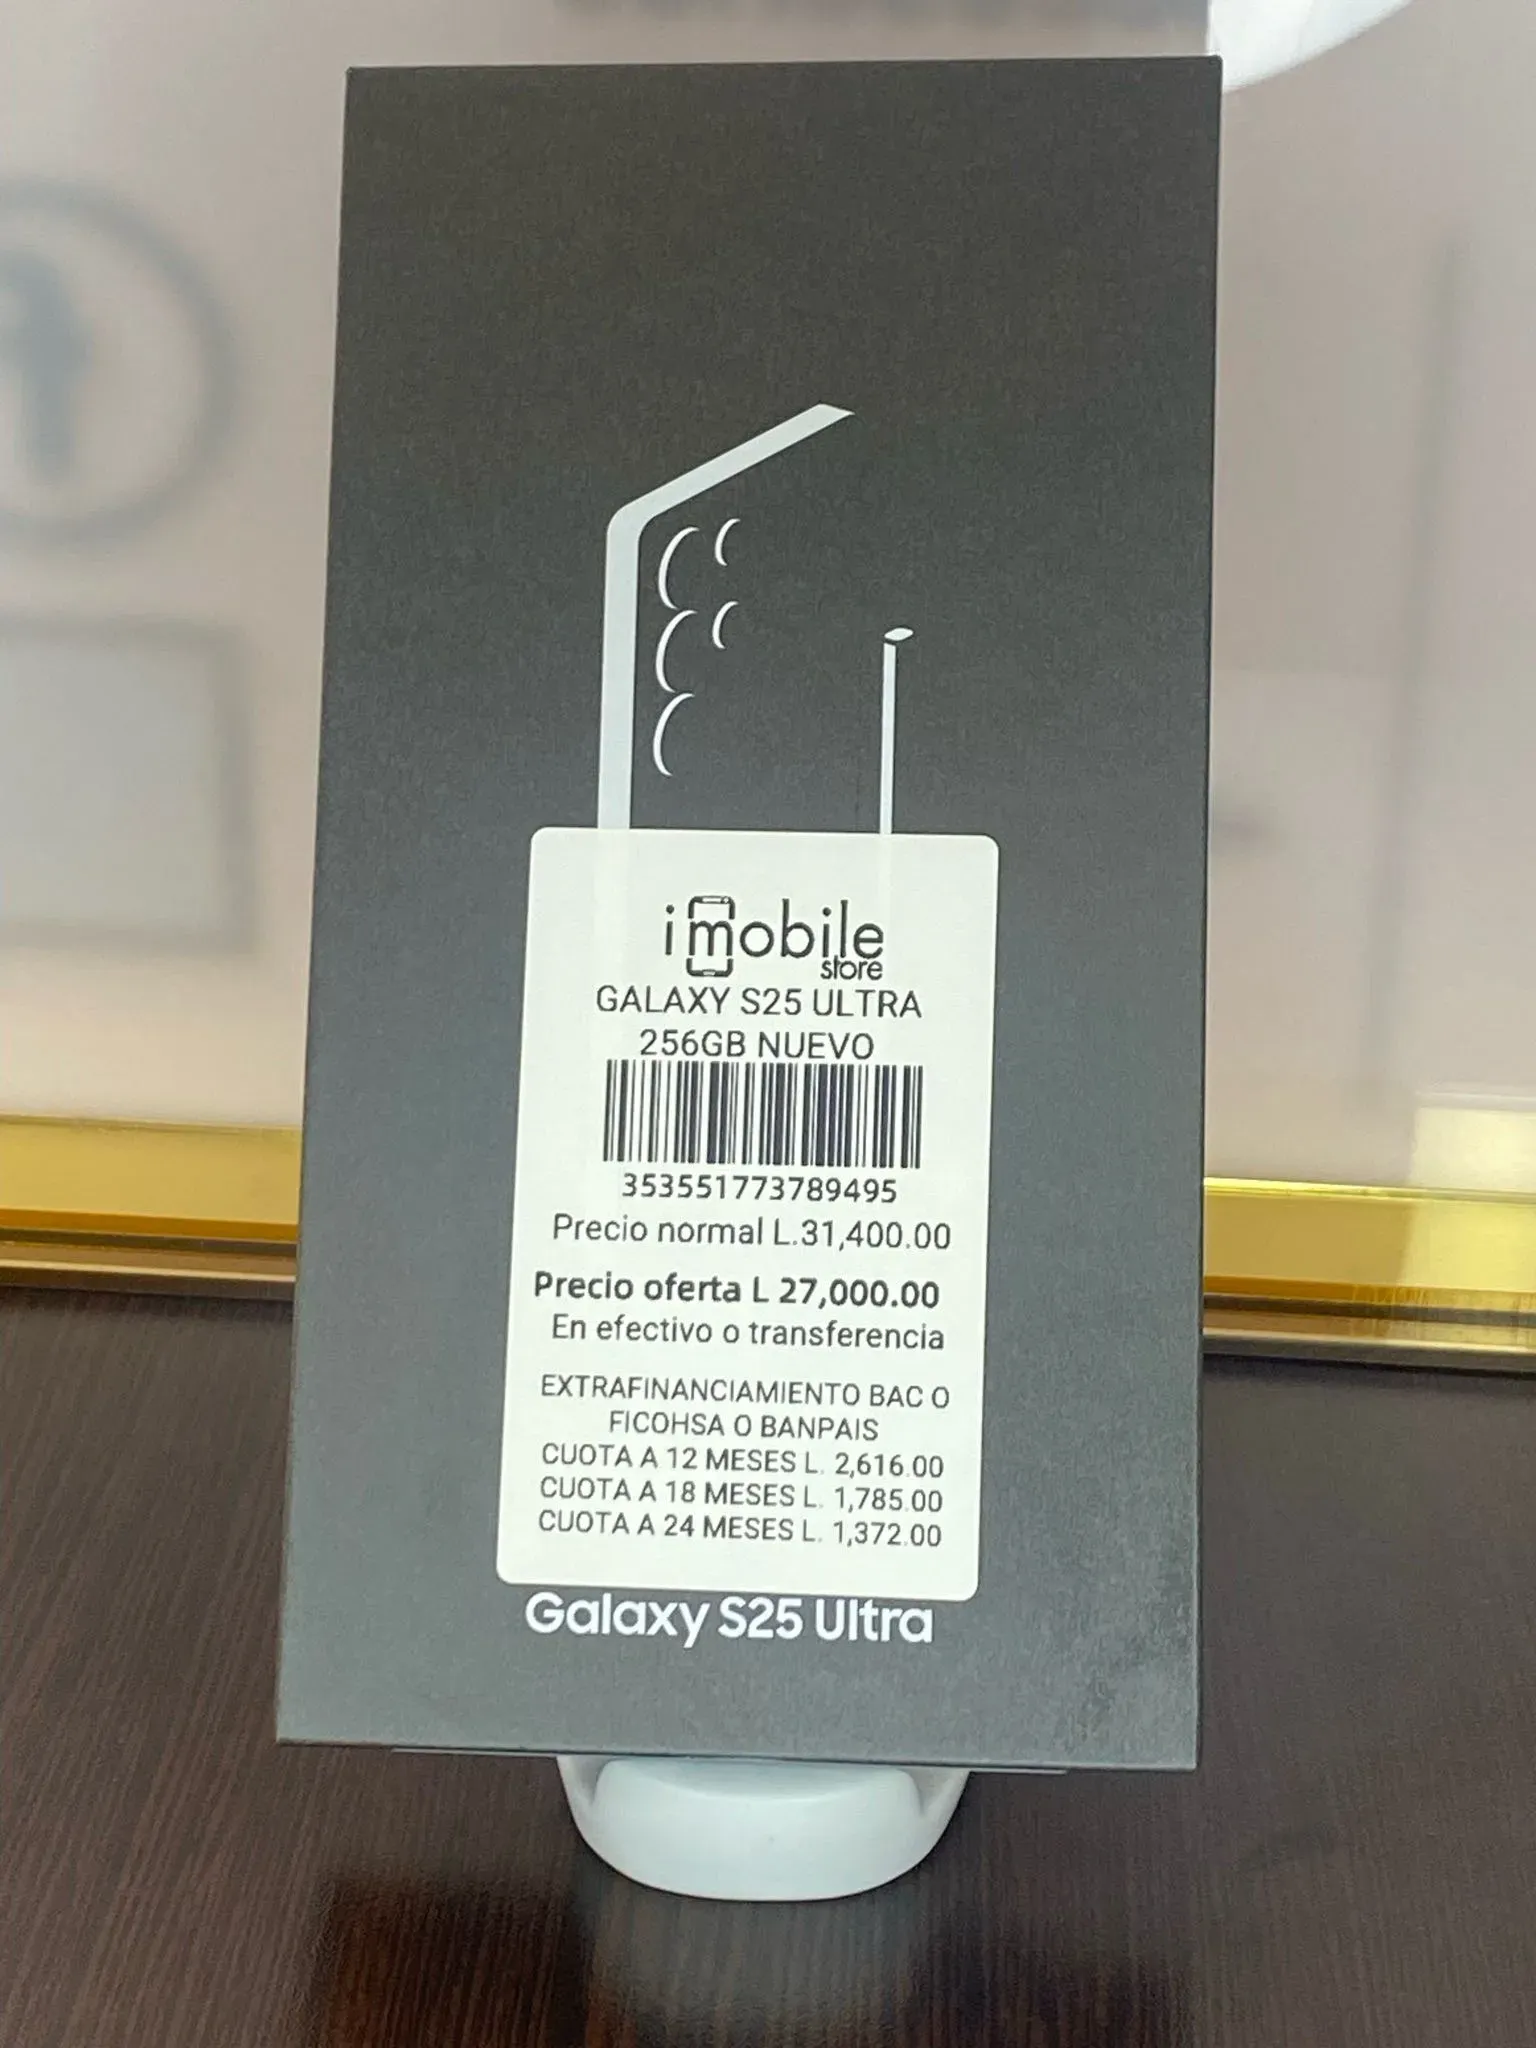 i mobile
store
GALAXY S25 ULTRA
256GB NUEVO
353551773789495
Precio normal L.31,400.00
Precio oferta L 27,000.00
En efectivo o transferencia
EXTRAFINANCIAMIENTO BAC O
FICOHSA O BANPAIS
CUOTA A 12 MESES L. 2,616.00
CUOTA A 18 MESES L. 1,785.00
CUOTA A 24 MESES L. 1,372.00
Galaxy S25 Ultra